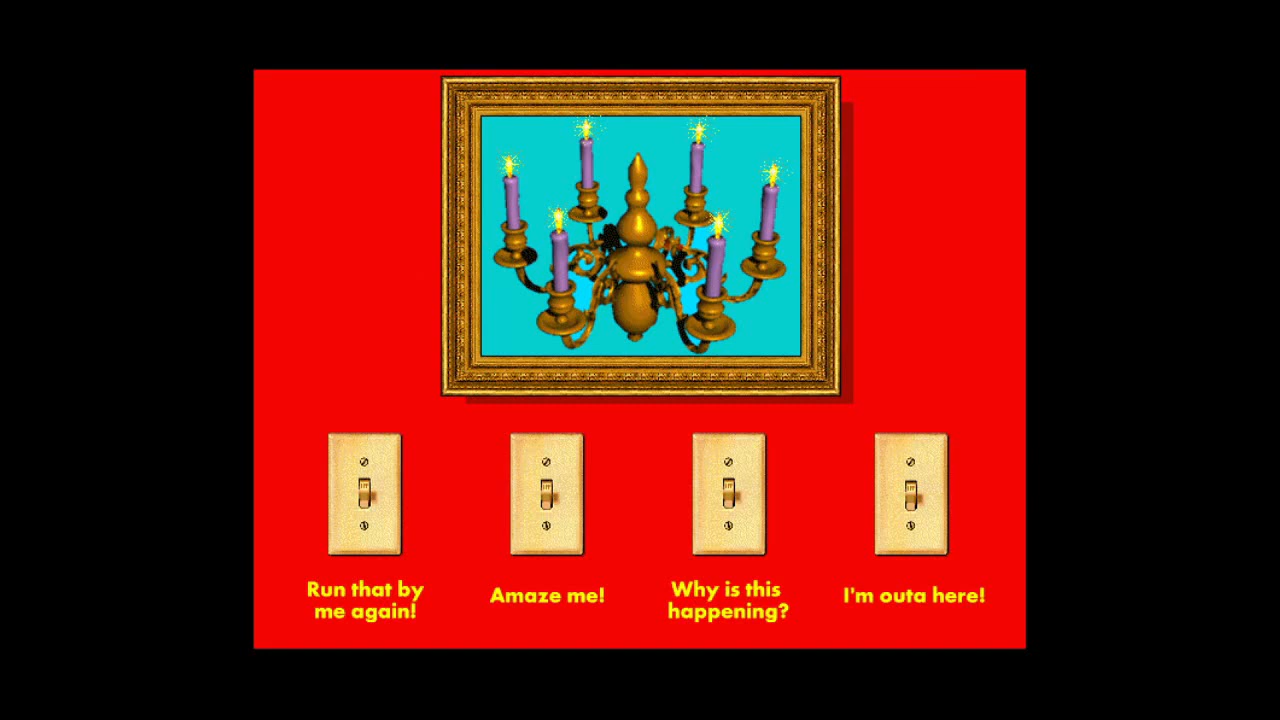 Run that by
me again!
Amaze me!
Why is this
happening?
I'm outa here!